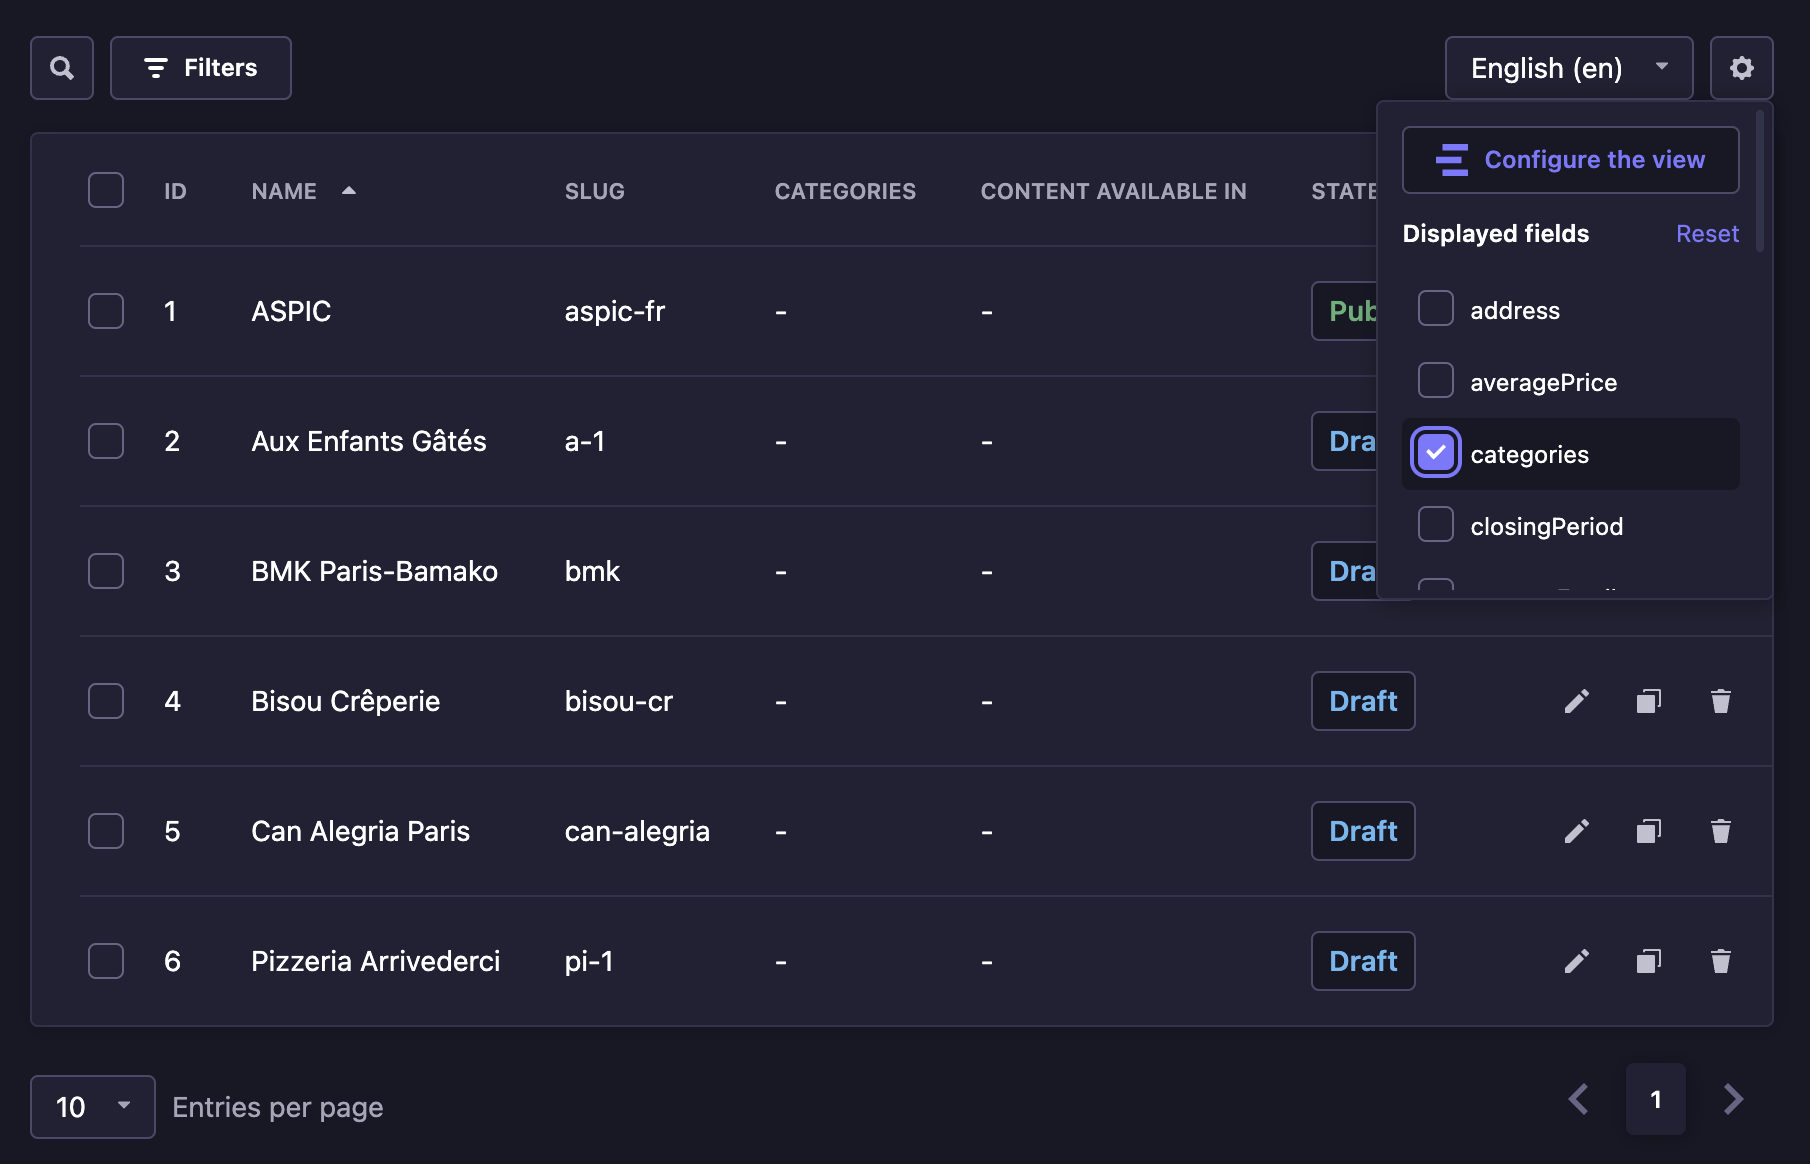 Filters
English (en)
Configure the view
Displayed fields Reset
address
averagePrice
categories
closingPeriod
ID NAME SLUG CATEGORIES CONTENT AVAILABLE IN STATE
1 ASPIC aspic-fr - - Pub
2 Aux Enfants Gâtés a-1 - - Dra
3 BMK Paris-Bamako bmk - - Dra
4 Bisou Crêperie bisou-cr - - Draft
5 Can Alegria Paris can-alegria - - Draft
6 Pizzeria Arrivederci pi-1 - - Draft
10 Entries per page 1